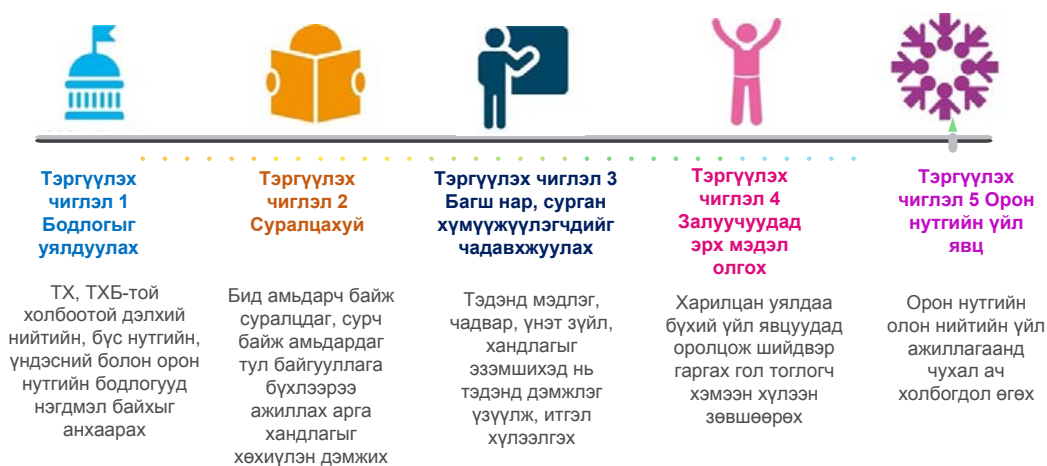 Тэргүүлэх
чиглэл 1
Бодлогыг
уялдуулах
ТХ, ТХБ-той
холбоотой дэлхий
нийтийн, бүс нутгийн,
үндэсний болон орон
нутгийн бодлогууд
нэгдмэл байхыг
анхаарах
Тэргүүлэх
чиглэл 2
Суралцахуй
Бид амьдарч байж
суралцдаг, сурч
байж амьдардаг
тул байгууллага
бүхлээрээ
ажиллах арга
хандлагыг
хөхиүлэн дэмжих
Тэргүүлэх чиглэл 3
Багш нар, сурган
хүмүүжүүлэгчдийг
чадавхжуулах
Тэдэнд мэдлэг,
чадвар, үнэт зүйл,
хандлагыг
эзэмшихэд нь
тэдэнд дэмжлэг
үзүүлж, итгэл
хүлээлгэх
Тэргүүлэх
чиглэл 4
Залуучуудад
эрх мэдэл
олгох
Харилцан уялдаа
бүхий үйл явцуудад
оролцож шийдвэр
гаргах гол тоглогч
хэмээн хүлээн
зөвшөөрөх
Тэргүүлэх
чиглэл 5 Орон
нутгийн үйл
явц
Орон нутгийн
олон нийтийн үйл
ажиллагаанд
чухал ач
холбогдол өгөх